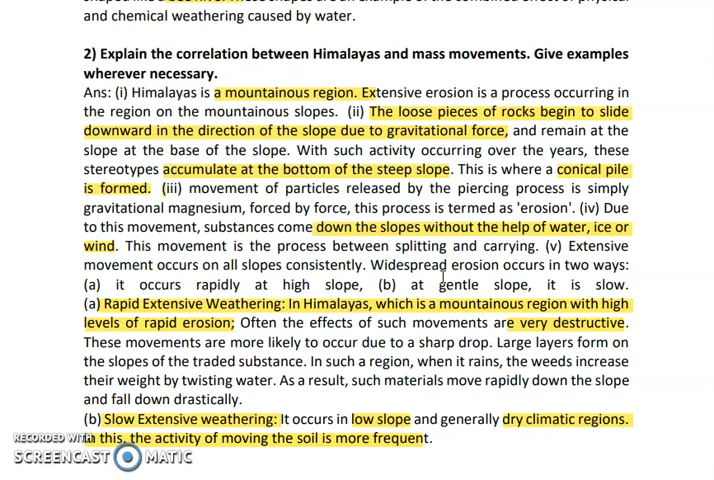 and chemical weathering caused by water.
2) Explain the correlation between Himalayas and mass movements. Give examples
wherever necessary.
Ans: (i) Himalayas is a mountainous region. Extensive erosion is a process occurring in
the region on the mountainous slopes. (ii) The loose pieces of rocks begin to slide
downward in the direction of the slope due to gravitational force, and remain at the
slope at the base of the slope. With such activity occurring over the years, these
stereotypes accumulate at the bottom of the steep slope. This is where a conical pile
is formed. (iii) movement of particles released by the piercing process is simply
gravitational magnesium, forced by force, this process is termed as 'erosion'. (iv) Due
to this movement, substances come down the slopes without the help of water, ice or
wind. This movement is the process between splitting and carrying. (v) Extensive
movement occurs on all slopes consistently. Widespread erosion occurs in two ways:
(a) it occurs rapidly at high slope, (b) at gentle slope, it is slow.
(a) Rapid Extensive Weathering: In Himalayas, which is a mountainous region with high
levels of rapid erosion; Often the effects of such movements are very destructive.
These movements are more likely to occur due to a sharp drop. Large layers form on
the slopes of the traded substance. In such a region, when it rains, the weeds increase
their weight by twisting water. As a result, such materials move rapidly down the slope
and fall down drastically.
(b) Slow Extensive weathering: It occurs in low slope and generally dry climatic regions.
In this, the activity of moving the soil is more frequent.
RECORDED WITH
SCREENCAST MATIC